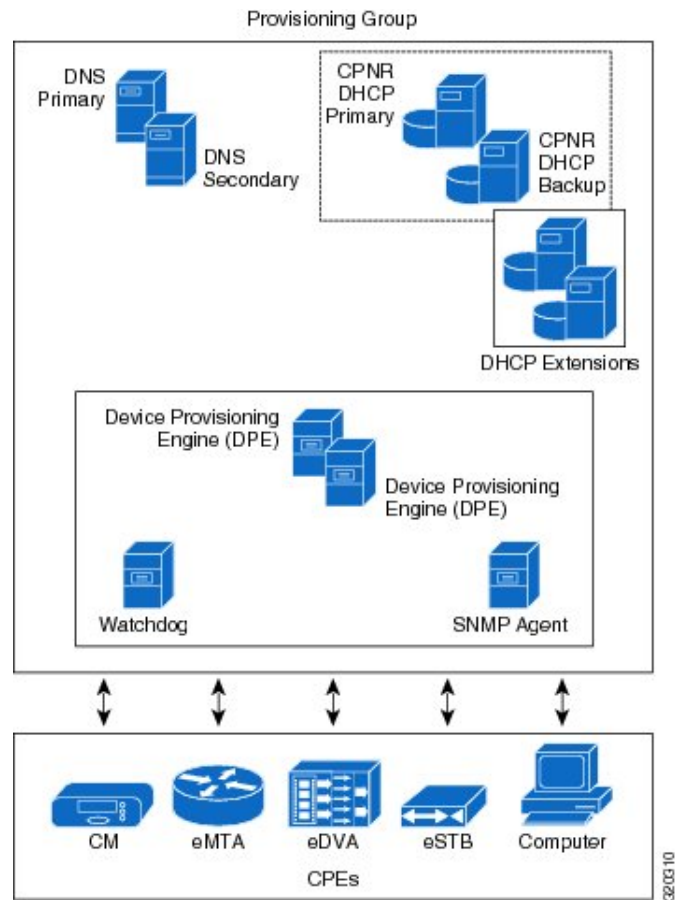 Provisioning Group
DNS
Primary
DNS
Secondary
CPNR
DHCP
Primary
CPNR
DHCP
Backup
DHCP Extensions
Device Provisioning
Engine (DPE)
Device Provisioning
Engine (DPE)
Watchdog
SNMP Agent
CM
eMTA
eDVA
eSTB
Computer
CPEs
320310